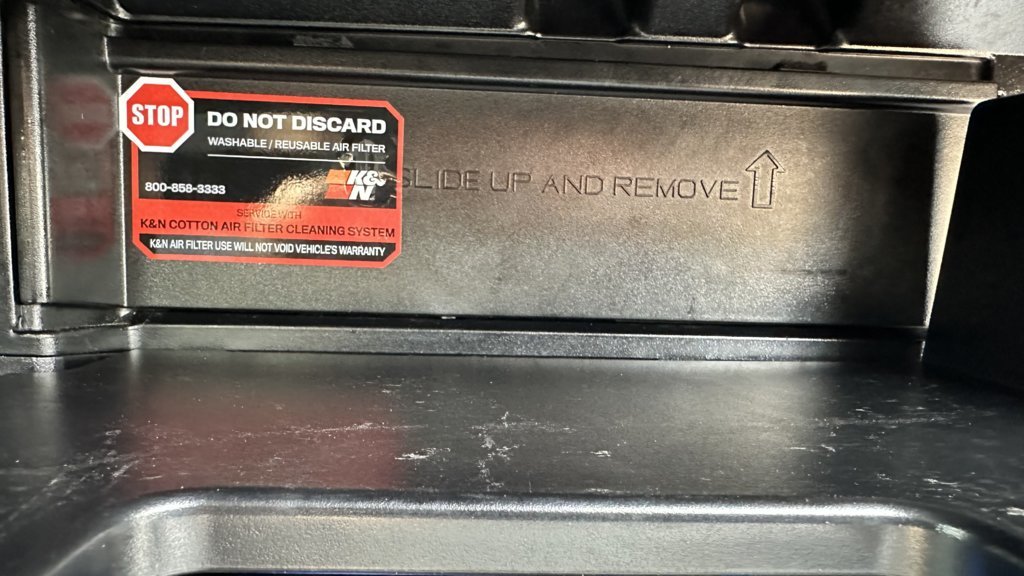 STOP
DO NOT DISCARD
WASHABLE / REUSABLE AIR FILTER
K&N
800-858-3333
SERVICE WITH
K&N COTTON AIR FILTER CLEANING SYSTEM
K&N AIR FILTER USE WILL NOT VOID VEHICLE'S WARRANTY
SLIDE UP AND REMOVE